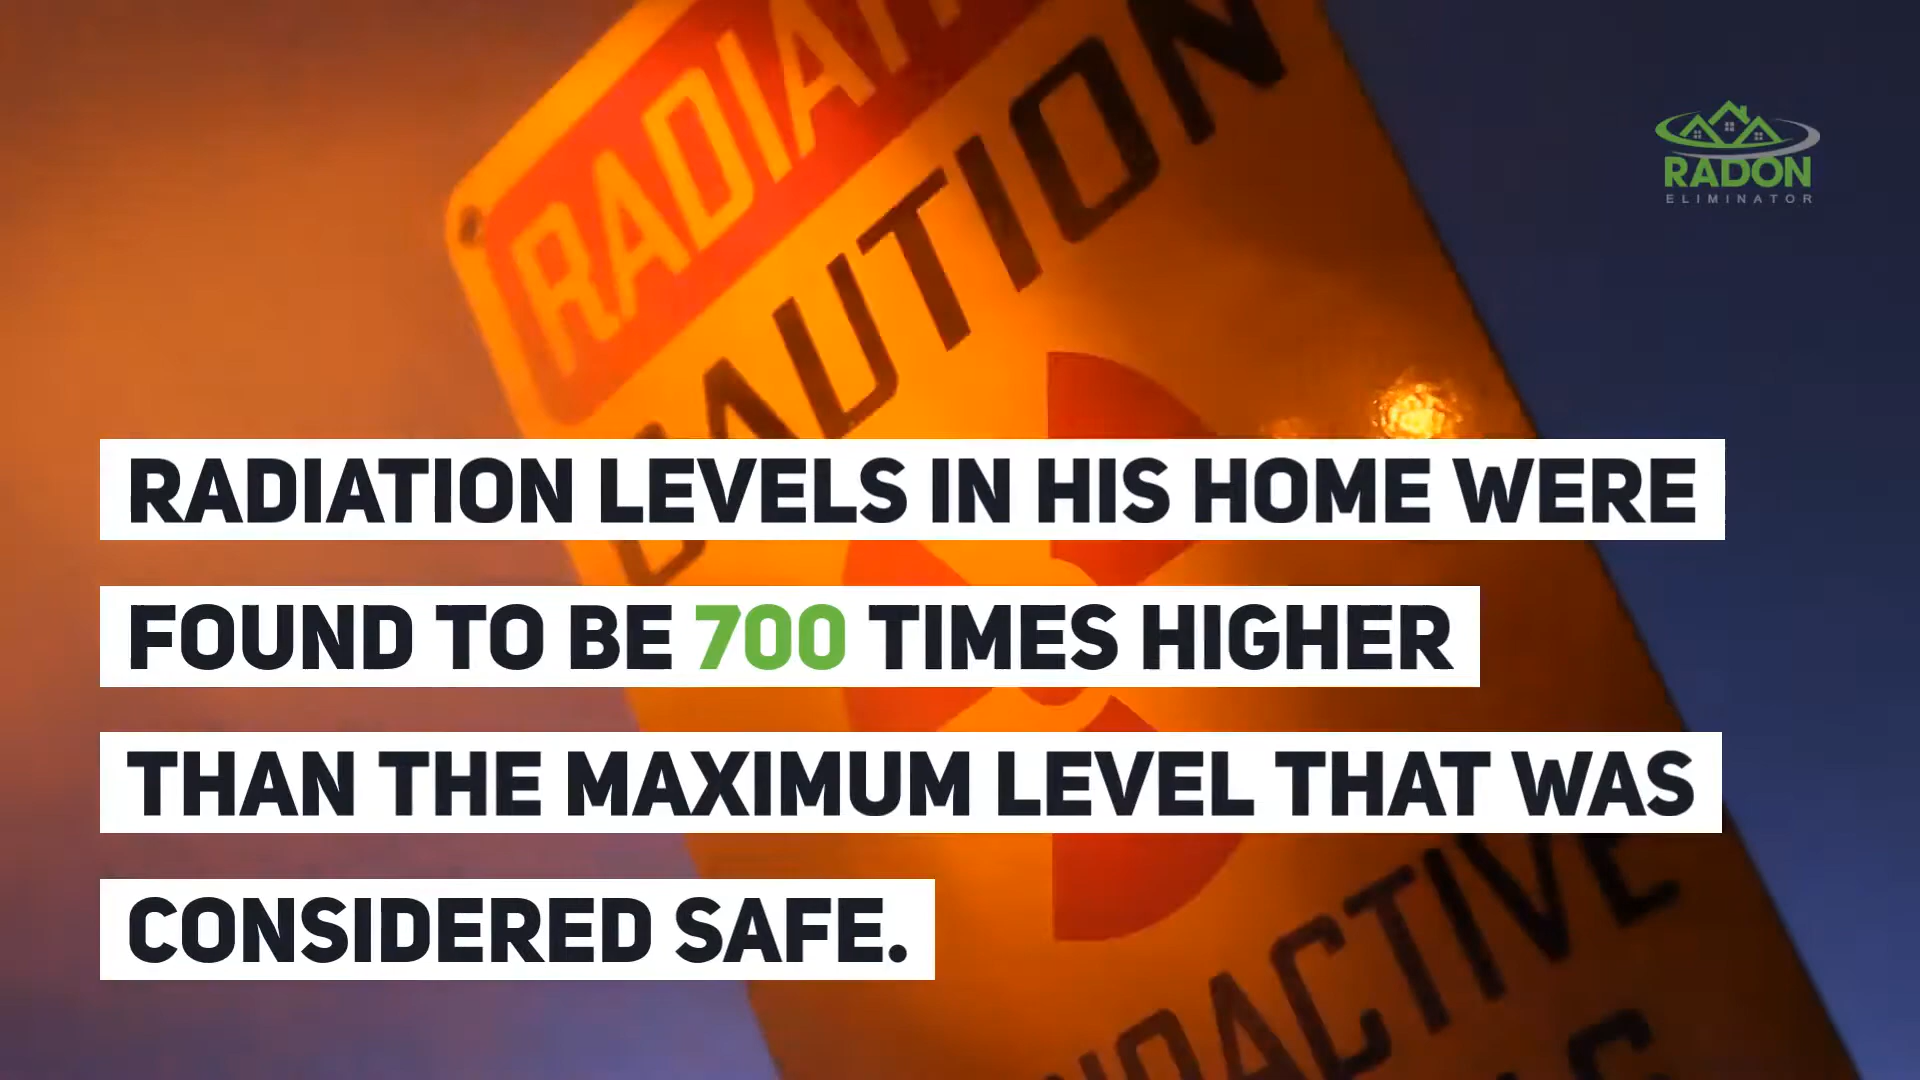 RADIAT
CAUTION
RADON
ELIMINATOR
RADIATION LEVELS IN HIS HOME WERE
FOUND TO BE 700 TIMES HIGHER
THAN THE MAXIMUM LEVEL THAT WAS
CONSIDERED SAFE.